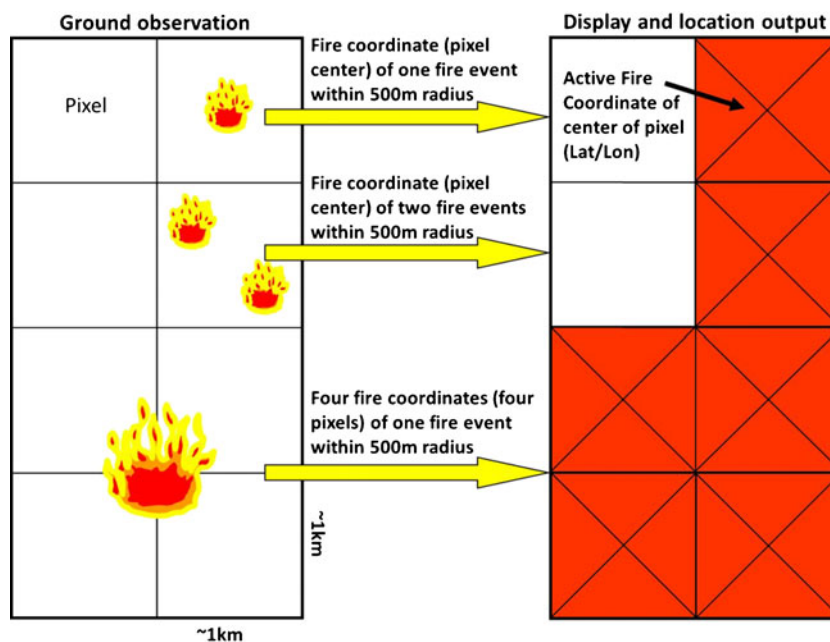 Ground observation
Display and location output
Pixel
Fire coordinate (pixel
center) of one fire event
within 500m radius
Active Fire
Coordinate of
center of pixel
(Lat/Lon)
Fire coordinate (pixel
center) of two fire events
within 500m radius
Four fire coordinates (four
pixels) of one fire event
within 500m radius
~1km
~1km